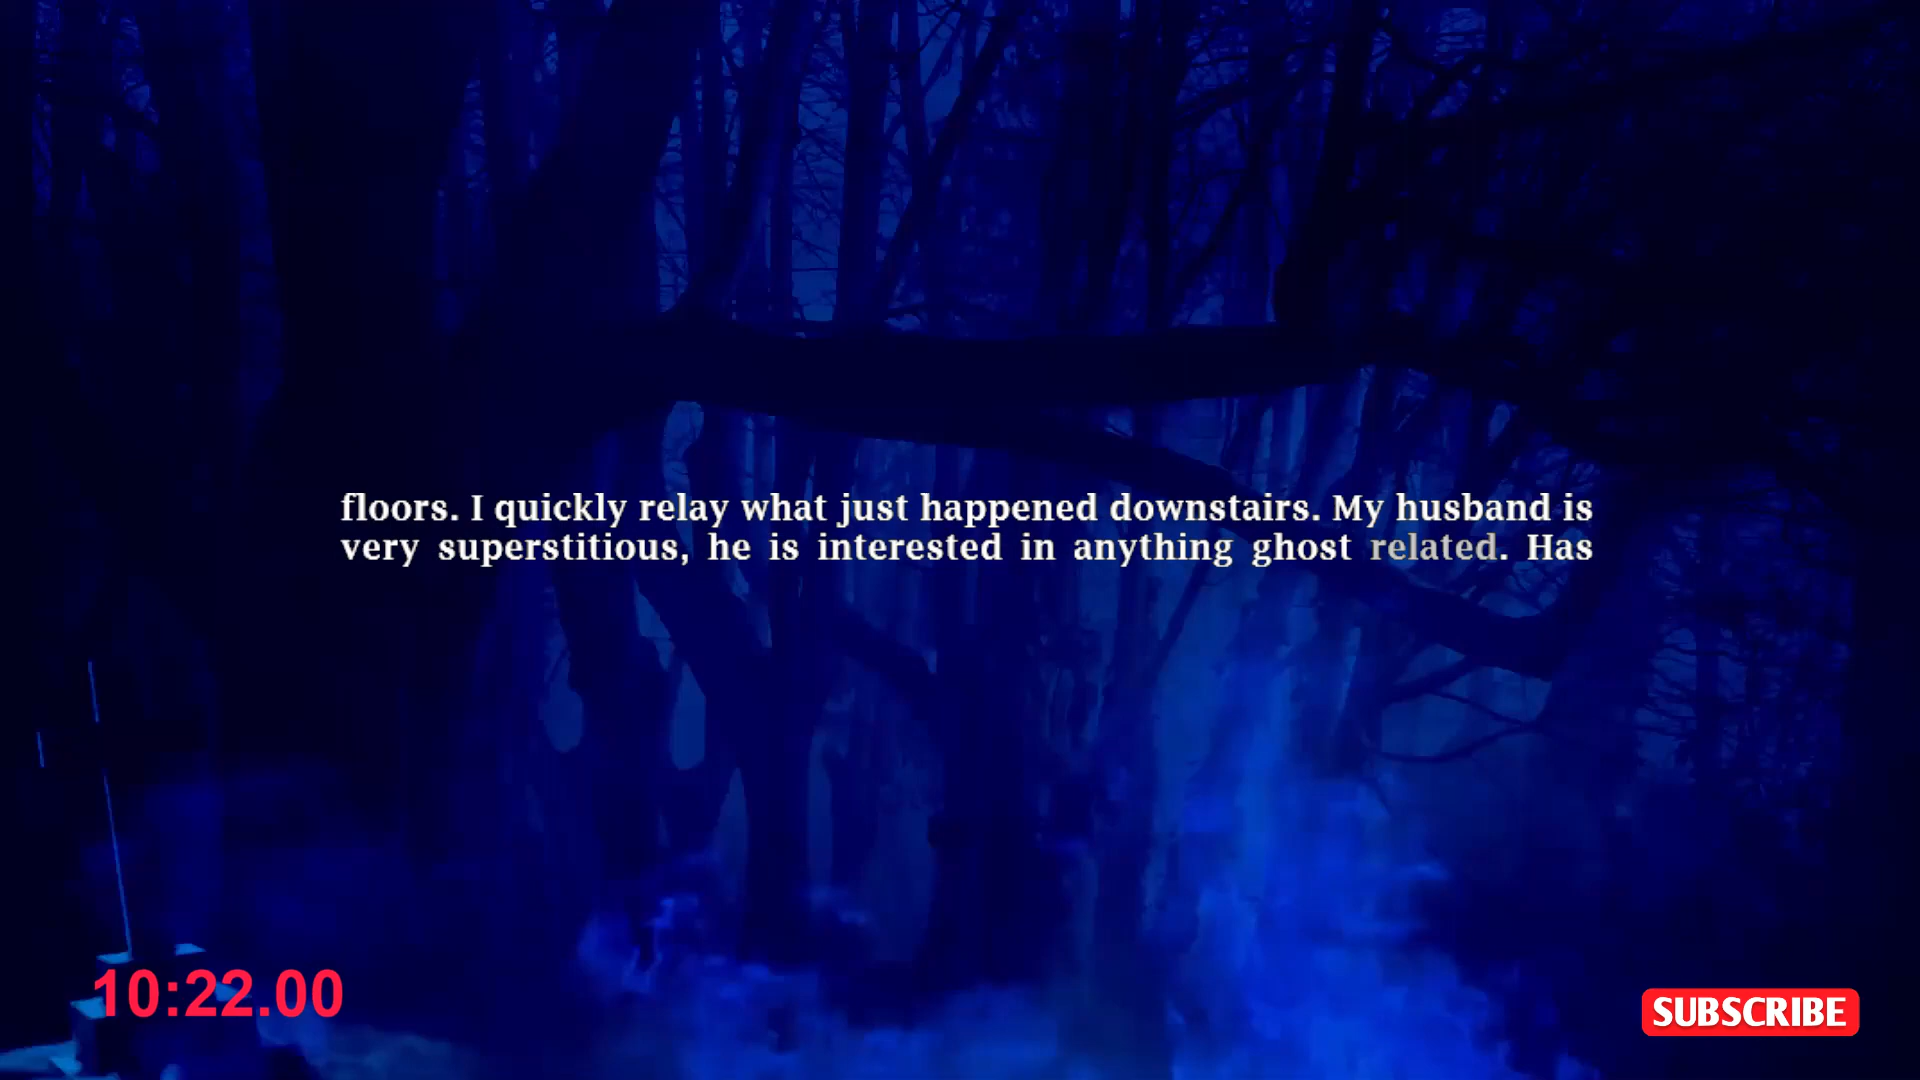 floors. I quickly relay what just happened downstairs. My husband is
very superstitious, he is interested in anything ghost related. Has
10:22.00
SUBSCRIBE